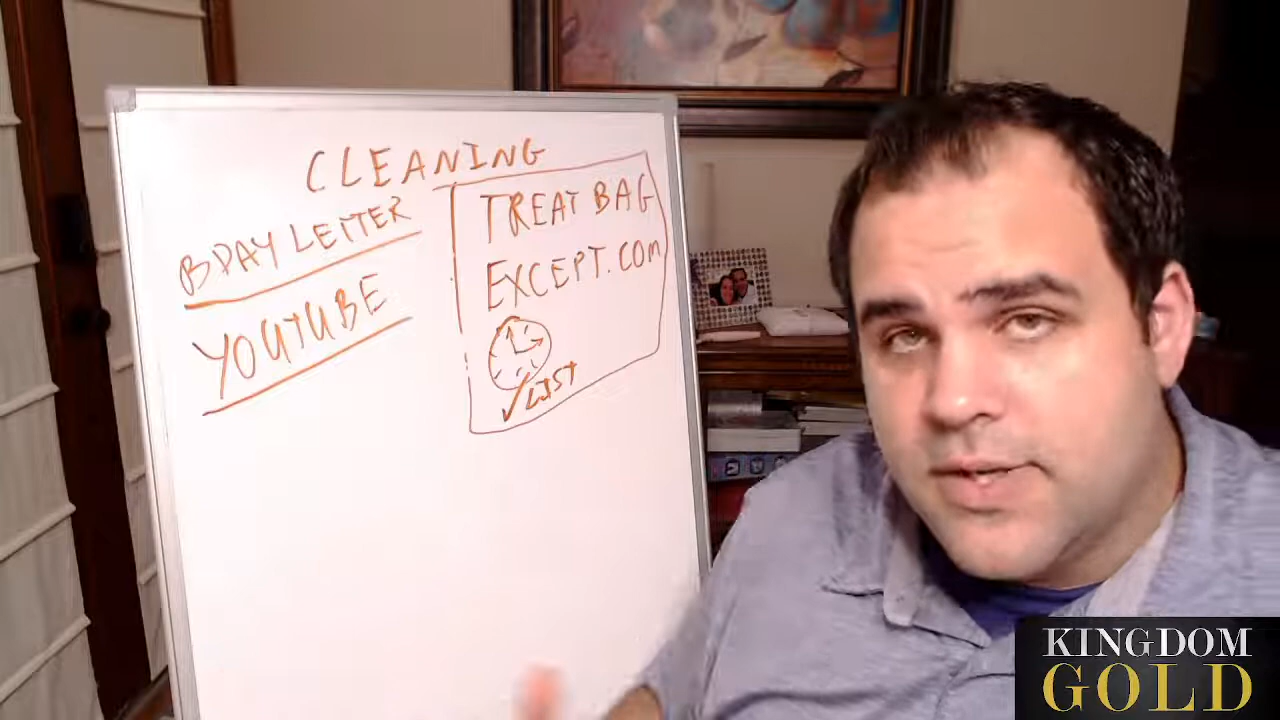 CLEANING
BDAY LETTER
YOUTUBE
TREAT BAG
EXCEPT.COM
LIST
KINGDOM
GOLD